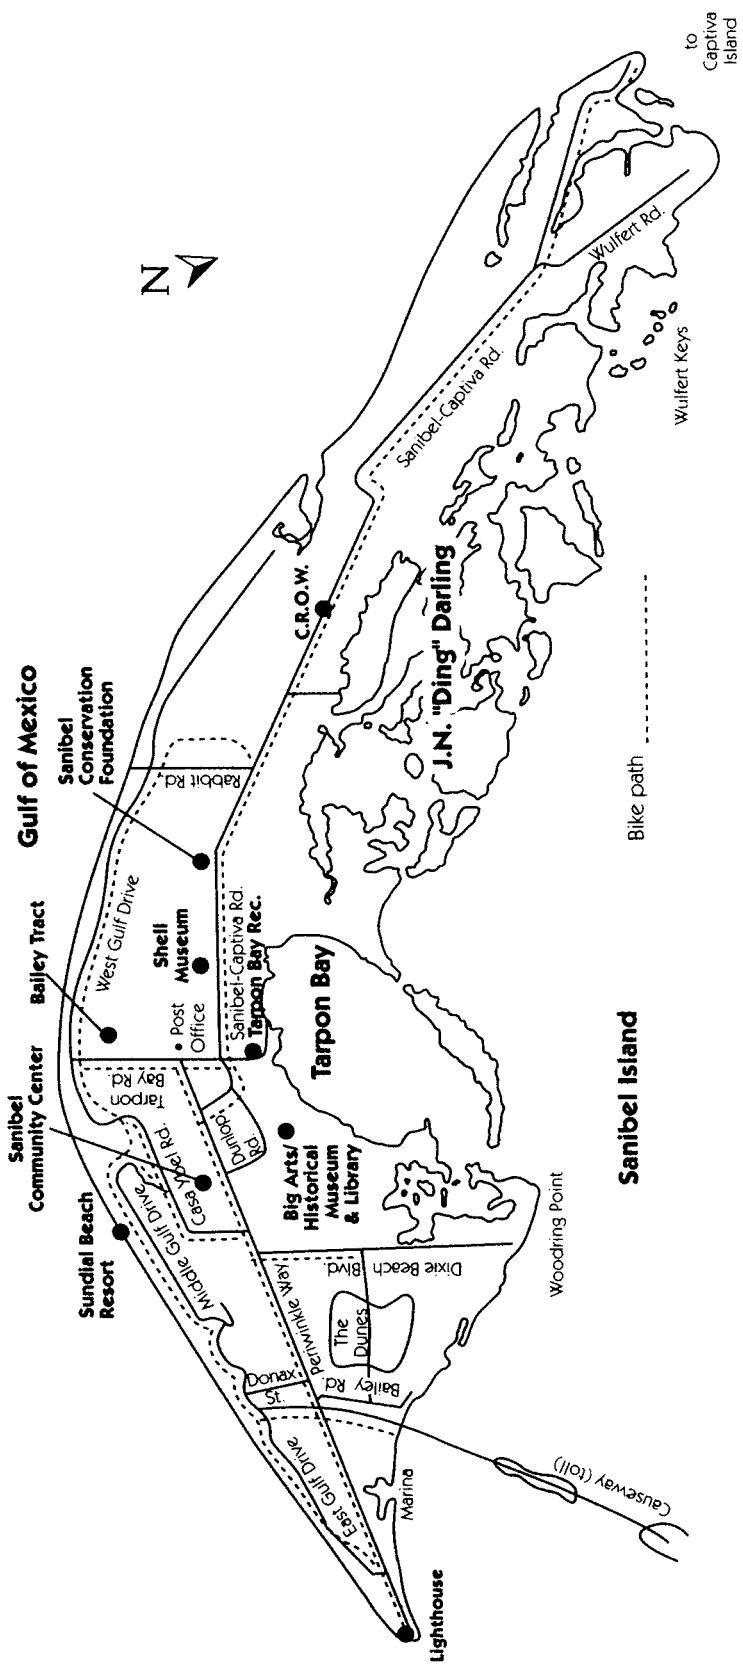 to
Captiva
Island
N
Wulfert Rd.
Wulfert Keys
Sanibel-Captiva Rd.
J.N. "Ding" Darling
C.R.O.W.
Gulf of Mexico
Sanibel
Conservation
Foundation
Rabbit Rd.
Bike path
Bailey Tract
West Gulf Drive
Shell
Museum
• Post
Office
Sanibel-Captiva Rd.
Tarpon Bay Rec.
Tarpon Bay
Sanibel Island
Sanibel
Community Center
Tarpon
Bay Rd.
Casa Ybel Rd.
Dunlop
Rd.
Big Arts/
Historical
Museum
& Library
Sundial Beach
Resort
Middle Gulf Drive
Periwinkle Way
Dixie Beach
Blvd.
Woodring Point
The
Dunes
Bailey Rd.
Donax
St.
East Gulf Drive
Marina
Causeway (toll)
Lighthouse